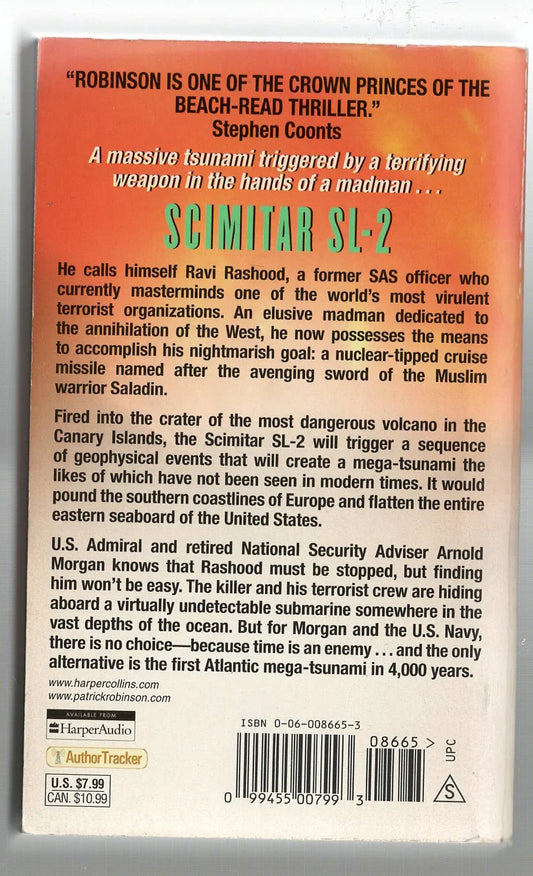 “ROBINSON IS ONE OF THE CROWN PRINCES OF THE
BEACH-READ THRILLER.”
Stephen Coonts
A massive tsunami triggered by a terrifying
weapon in the hands of a madman . . .
SCIMITAR SL-2
He calls himself Ravi Rashood, a former SAS officer who
currently masterminds one of the world’s most virulent
terrorist organizations. An elusive madman dedicated to
the annihilation of the West, he now possesses the means
to accomplish his nightmarish goal: a nuclear-tipped cruise
missile named after the avenging sword of the Muslim
warrior Saladin.
Fired into the crater of the most dangerous volcano in the
Canary Islands, the Scimitar SL-2 will trigger a sequence
of geophysical events that will create a mega-tsunami the
likes of which have not been seen in modern times. It would
pound the southern coastlines of Europe and flatten the entire
eastern seaboard of the United States.
U.S. Admiral and retired National Security Adviser Arnold
Morgan knows that Rashood must be stopped, but finding
him won’t be easy. The killer and his terrorist crew are hiding
aboard a virtually undetectable submarine somewhere in the
vast depths of the ocean. But for Morgan and the U.S. Navy,
there is no choice—because time is an enemy . . . and the only
alternative is the first Atlantic mega-tsunami in 4,000 years.
www.harpercollins.com
www.patrickrobinson.com
AVAILABLE FROM
HarperAudio
AuthorTracker
U.S. $7.99
CAN. $10.99
ISBN 0-06-008665-3
08665 >
UPC
0 99455 00799 3
S